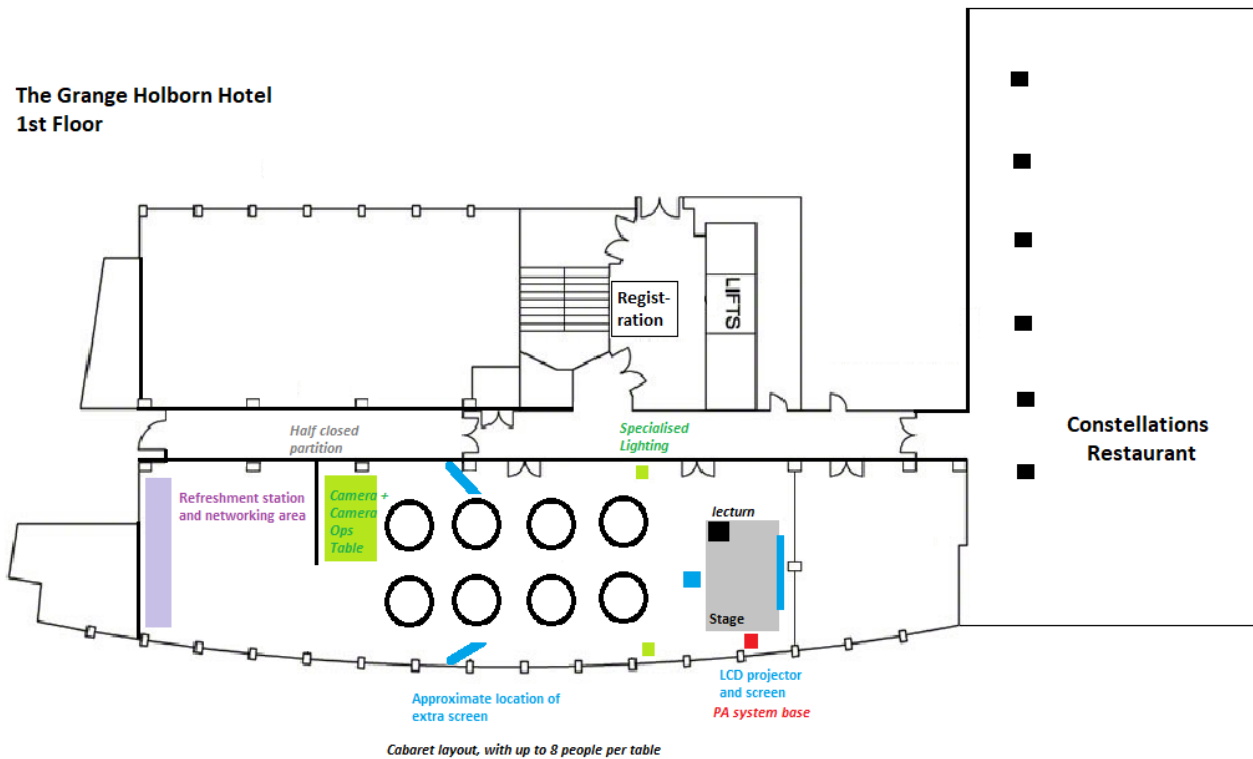 The Grange Holborn Hotel
1st Floor
Regist-
ration
LIFTS
Half closed
partition
Specialised
Lighting
Constellations
Restaurant
Refreshment station
and networking area
Camera +
Camera
Ops
Table
lecturn
Stage
Approximate location of
extra screen
LCD projector
and screen
PA system base
Cabaret layout, with up to 8 people per table